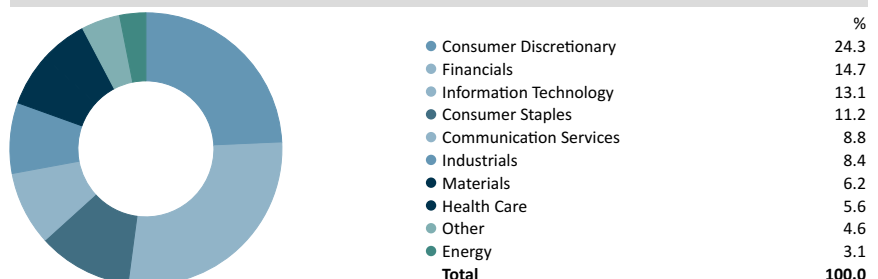 %
Consumer Discretionary 24.3
Financials 14.7
Information Technology 13.1
Consumer Staples 11.2
Communication Services 8.8
Industrials 8.4
Materials 6.2
Health Care 5.6
Other 4.6
Energy 3.1
Total 100.0